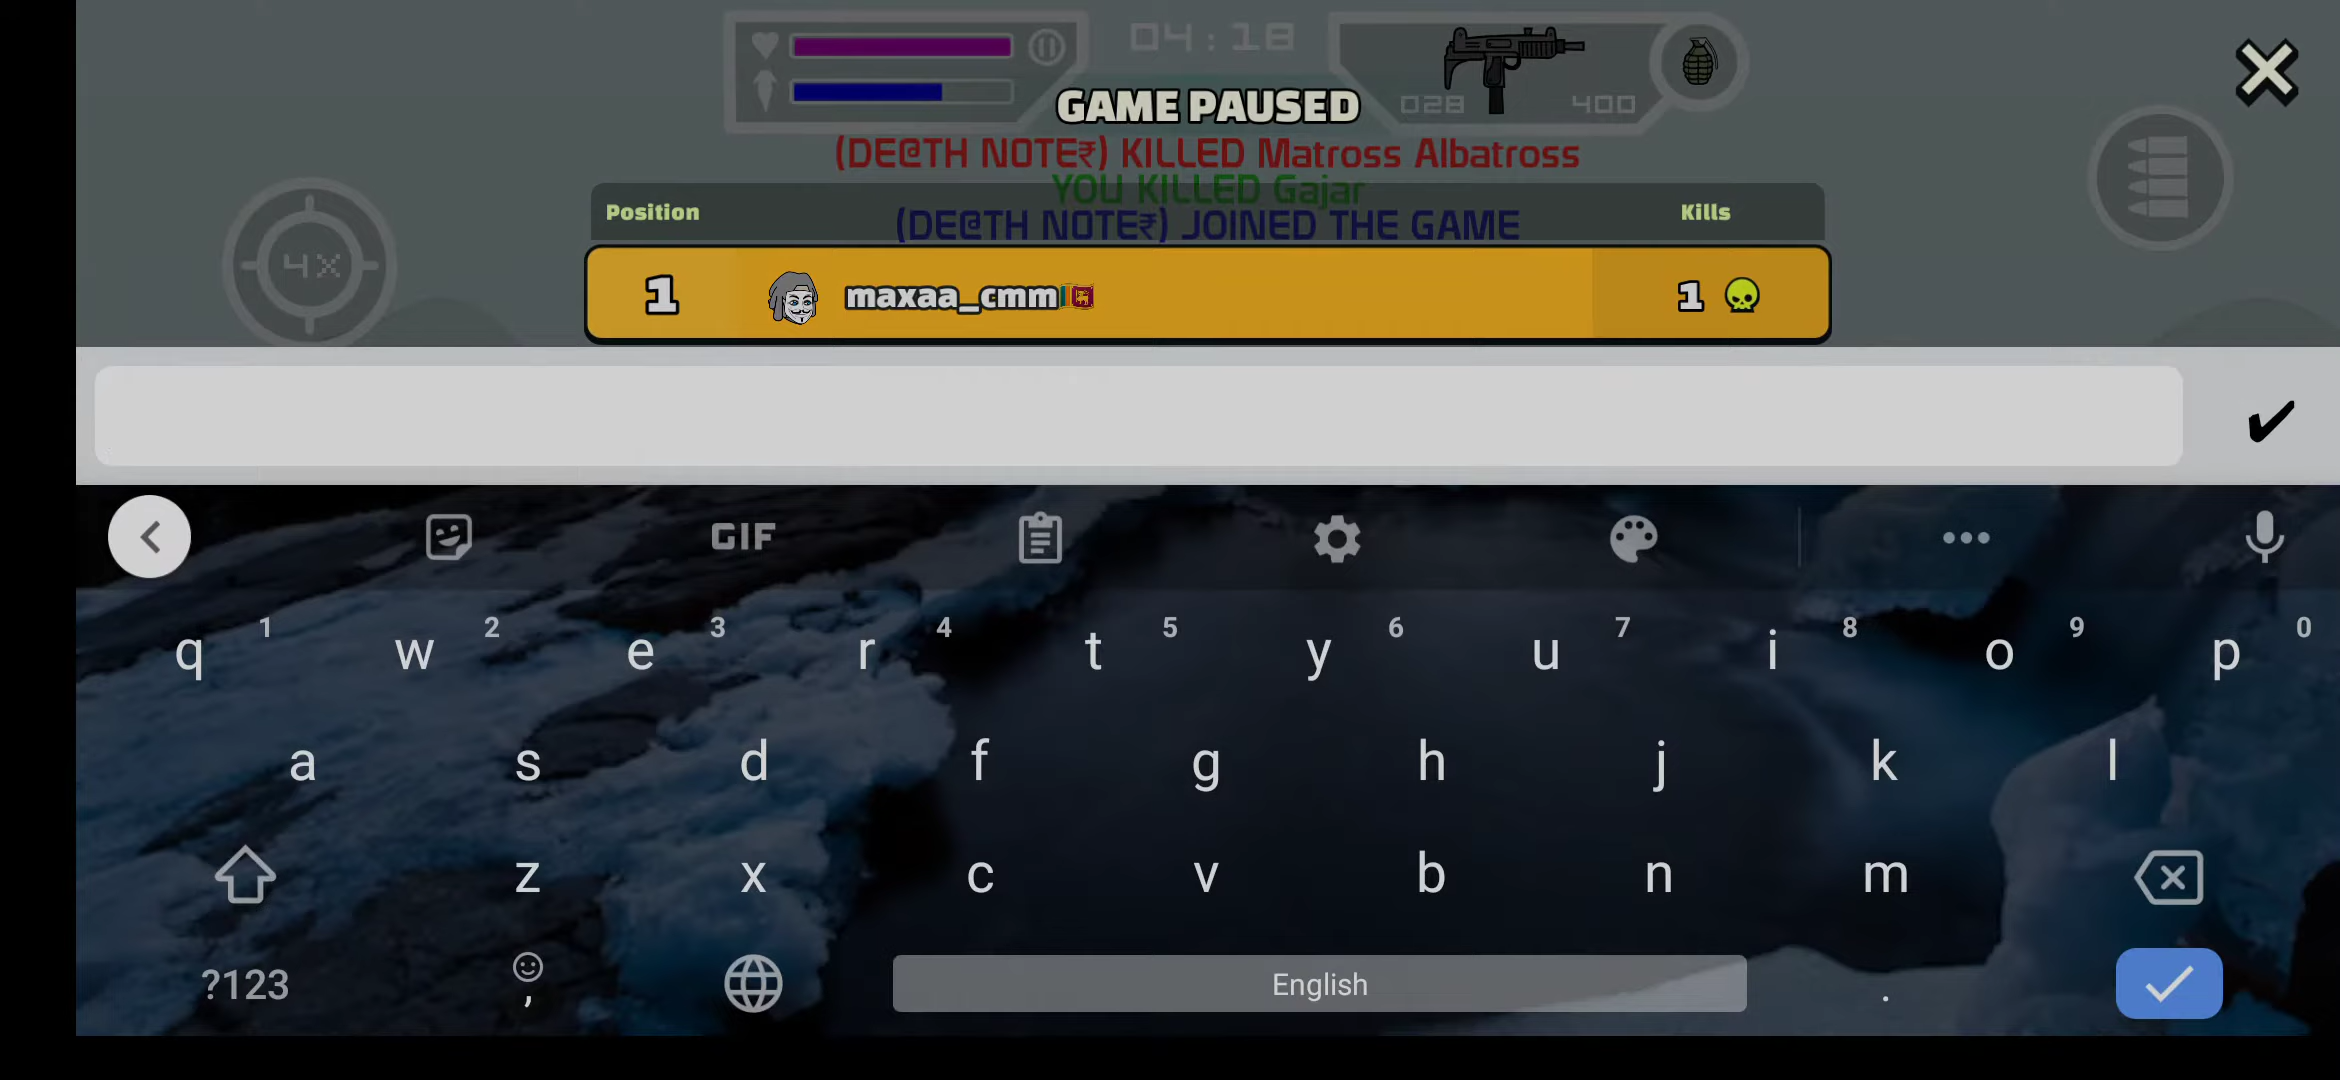 04:18
028 400
GAME PAUSED
(DE@TH NOTE₹) KILLED Matross Albatross
YOU KILLED Gajar
Position Kills
(DE@TH NOTE₹) JOINED THE GAME
4x
1 maxaa_cmm 1
GIF
q 1 w 2 e 3 r 4 t 5 y 6 u 7 i 8 o 9 p 0
a s d f g h j k l
z x c v b n m
?123 , English .